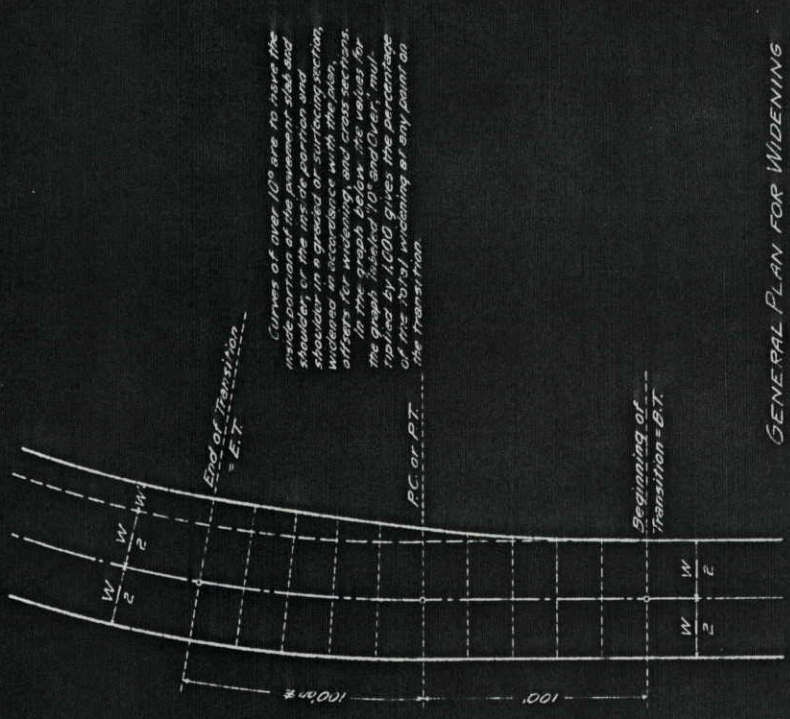 Curves of over 10° are to have the
inside portion of the pavement slab and
shoulder, or the inside portion and
shoulder in graded or surfacing section,
widened in accordance with the plan,
offsets for widening, and cross sections.
In the graph below, the values for
the graph labeled "10° and Over," mul-
tiplied by 1.000 gives the percentage
of the total widening at any point on
the transition.
End of Transition
= E.T.
P.C. or P.T.
Beginning of
Transition = B.T.
W/2
W/2
W
W/2
W/2
100' on
100'
GENERAL PLAN FOR WIDENING